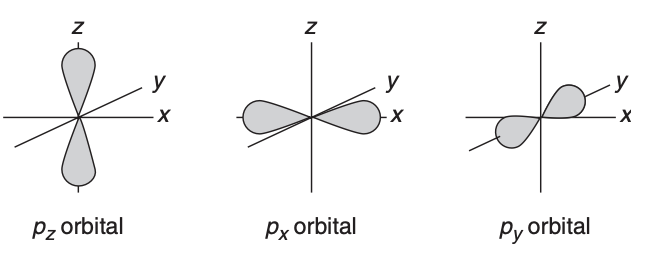 z
y
x
p_z orbital
z
y
x
p_x orbital
z
y
x
p_y orbital